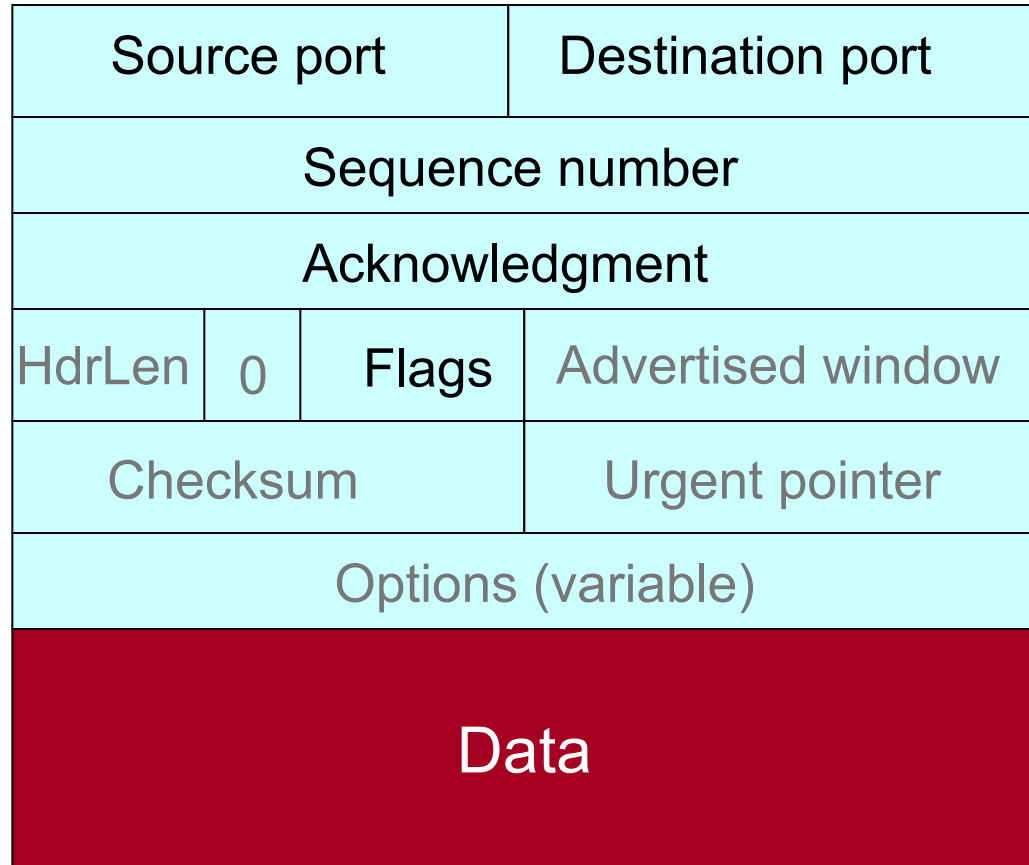 Source port Destination port
Sequence number
Acknowledgment
HdrLen 0 Flags Advertised window
Checksum Urgent pointer
Options (variable)
Data